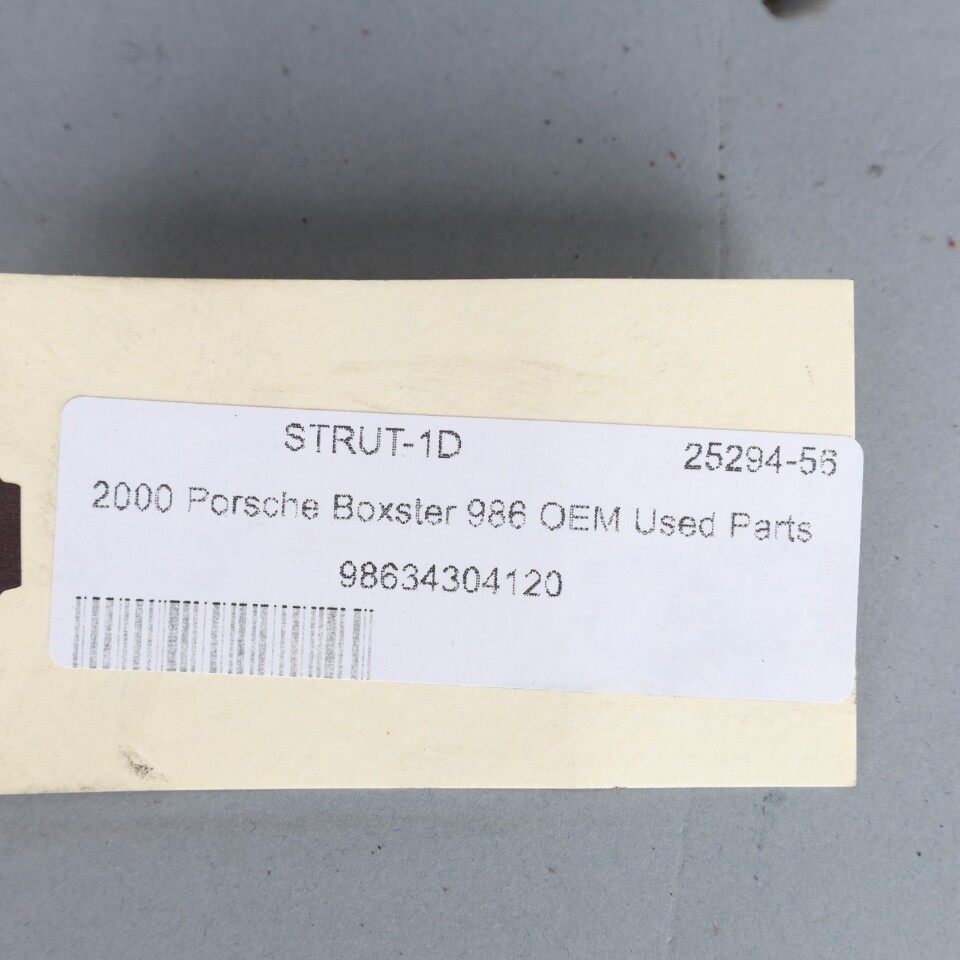 STRUT-1D 25294-56
2000 Porsche Boxster 986 OEM Used Parts
98634304120